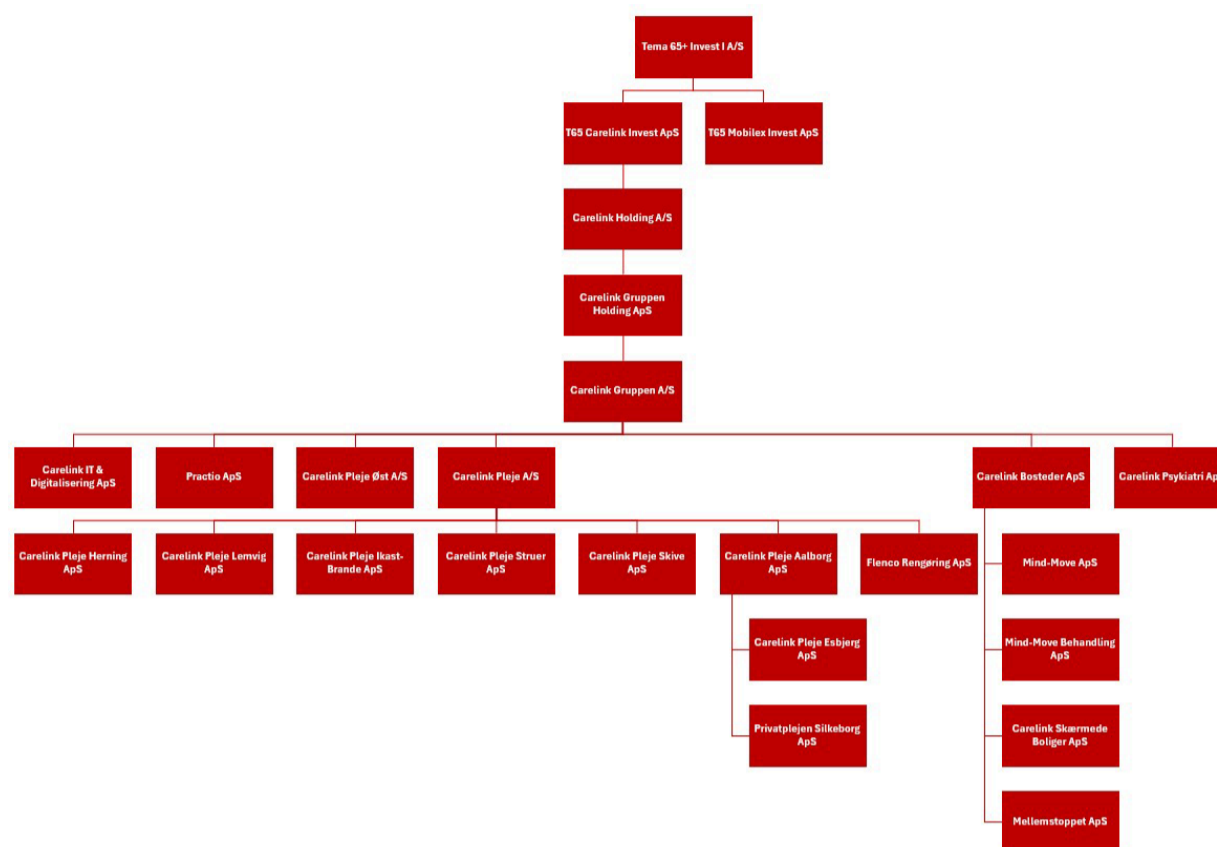 Tema 65+ Invest I A/S
T65 Carelink Invest ApS
T65 Mobilex Invest ApS
Carelink Holding A/S
Carelink Gruppen
Holding ApS
Carelink Gruppen A/S
Carelink IT &
Digitalisering ApS
Practio ApS
Carelink Pleje Øst A/S
Carelink Pleje A/S
Carelink Bosteder ApS
Carelink Psykiatri Ap
Carelink Pleje Herning
ApS
Carelink Pleje Lemvig
ApS
Carelink Pleje Ikast-
Brande ApS
Carelink Pleje Struer
ApS
Carelink Pleje Skive
ApS
Carelink Pleje Aalborg
ApS
Flenco Rengøring ApS
Carelink Pleje Esbjerg
ApS
Privatplejen Silkeborg
ApS
Mind-Move ApS
Mind-Move Behandling
ApS
Carelink Skærmede
Boliger ApS
Mellemstoppet ApS